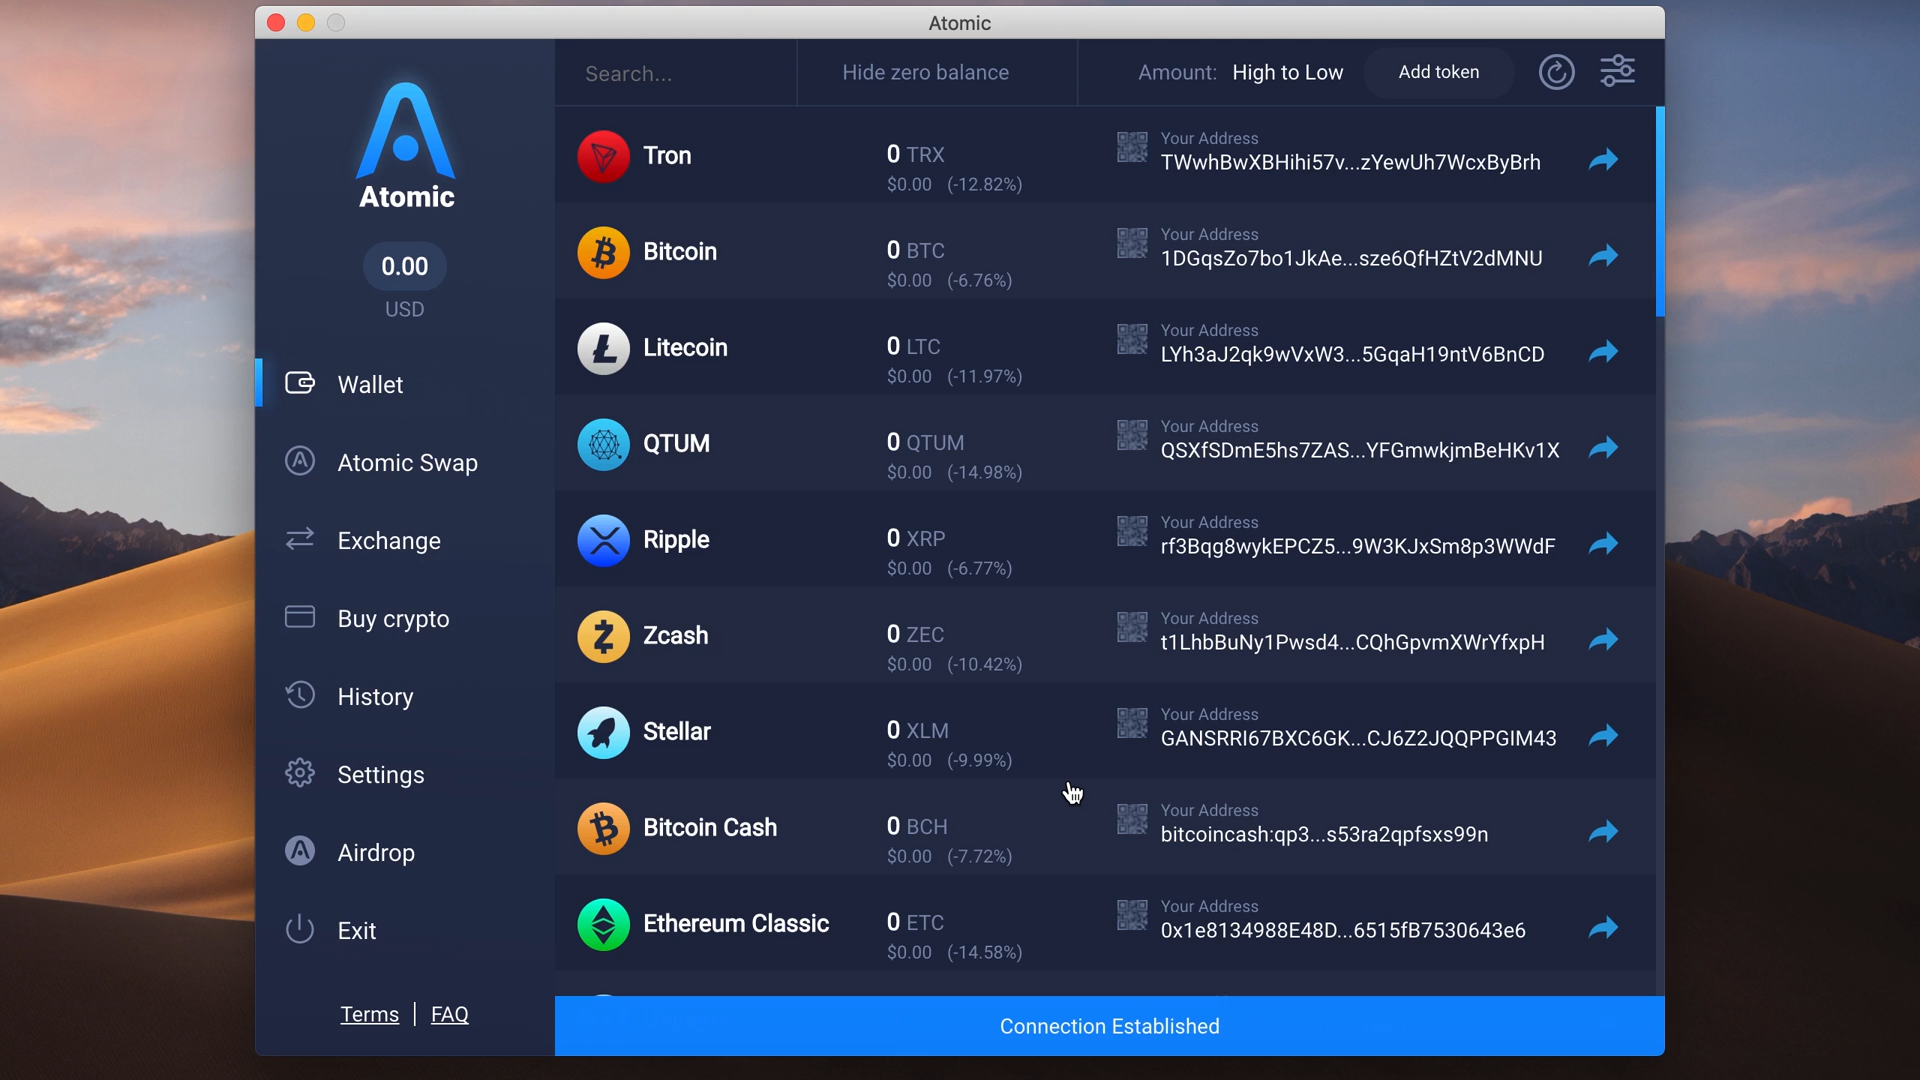 Atomic
Atomic
0.00
USD
Wallet
Atomic Swap
Exchange
Buy crypto
History
Settings
Airdrop
Exit
Terms | FAQ
Search...
Hide zero balance
Amount: High to Low
Add token
Tron
0 TRX
$0.00 (-12.82%)
Your Address
TWwhBwXBHihi57v...zYewUh7WcxByBrh
Bitcoin
0 BTC
$0.00 (-6.76%)
Your Address
1DGqsZo7bo1JkAe...sze6QfHZtV2dMNU
Litecoin
0 LTC
$0.00 (-11.97%)
Your Address
LYh3aJ2qk9wVxW3...5GqaH19ntV6BnCD
QTUM
0 QTUM
$0.00 (-14.98%)
Your Address
QSXfSDmE5hs7ZAS...YFGmwkjmBeHKv1X
Ripple
0 XRP
$0.00 (-6.77%)
Your Address
rf3Bqg8wykEPCZ5...9W3KJxSm8p3WWdF
Zcash
0 ZEC
$0.00 (-10.42%)
Your Address
t1LhbBuNy1Pwsd4...CQhGpvmXWrYfxpH
Stellar
0 XLM
$0.00 (-9.99%)
Your Address
GANSRRI67BXC6GK...CJ6Z2JQQPPGIM43
Bitcoin Cash
0 BCH
$0.00 (-7.72%)
Your Address
bitcoincash:qp3...s53ra2qpfsxs99n
Ethereum Classic
0 ETC
$0.00 (-14.58%)
Your Address
0x1e8134988E48D...6515fB7530643e6
Connection Established